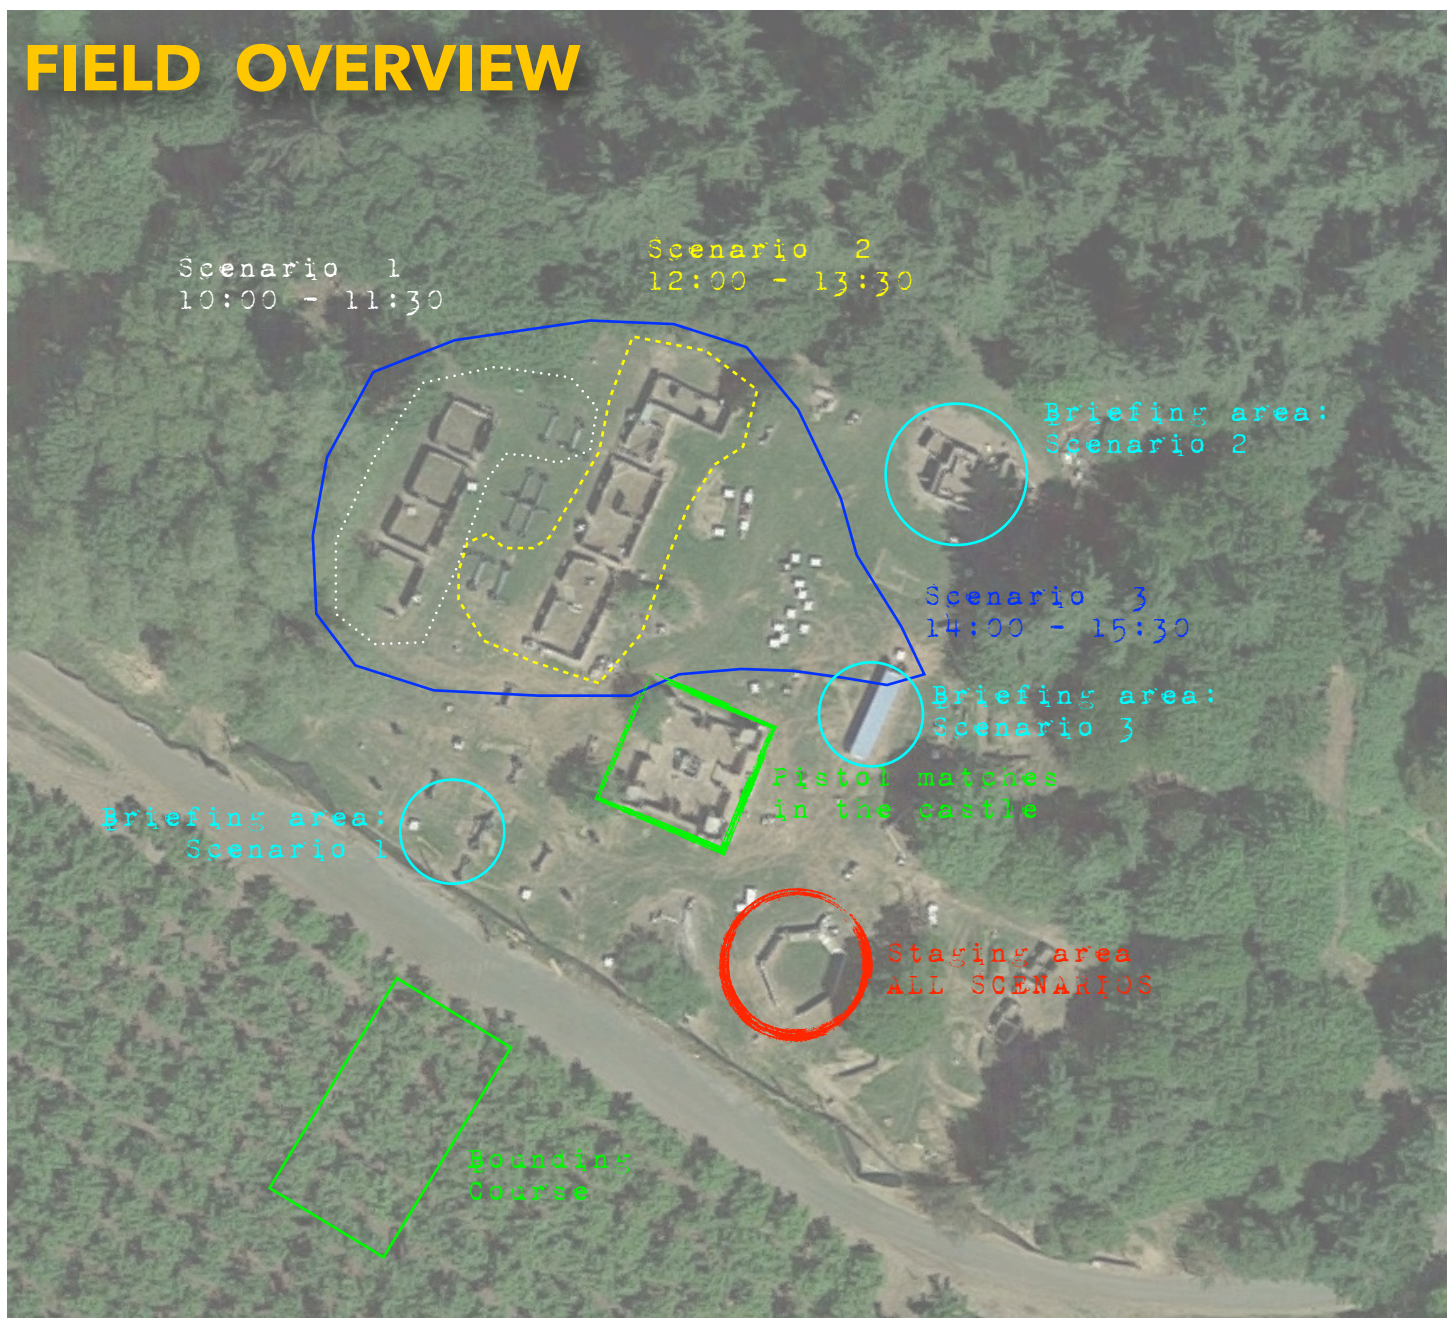 FIELD OVERVIEW
Scenario 2
12:00 - 13:30
Scenario 1
10:00 - 11:30
Briefing area:
Scenario 2
Scenario 3
14:00 - 15:30
Briefing area:
Scenario 3
Pistol matches
in the castle
Briefing area:
Scenario 1
Staging area
ALL SCENARIOS
Bounding
Course